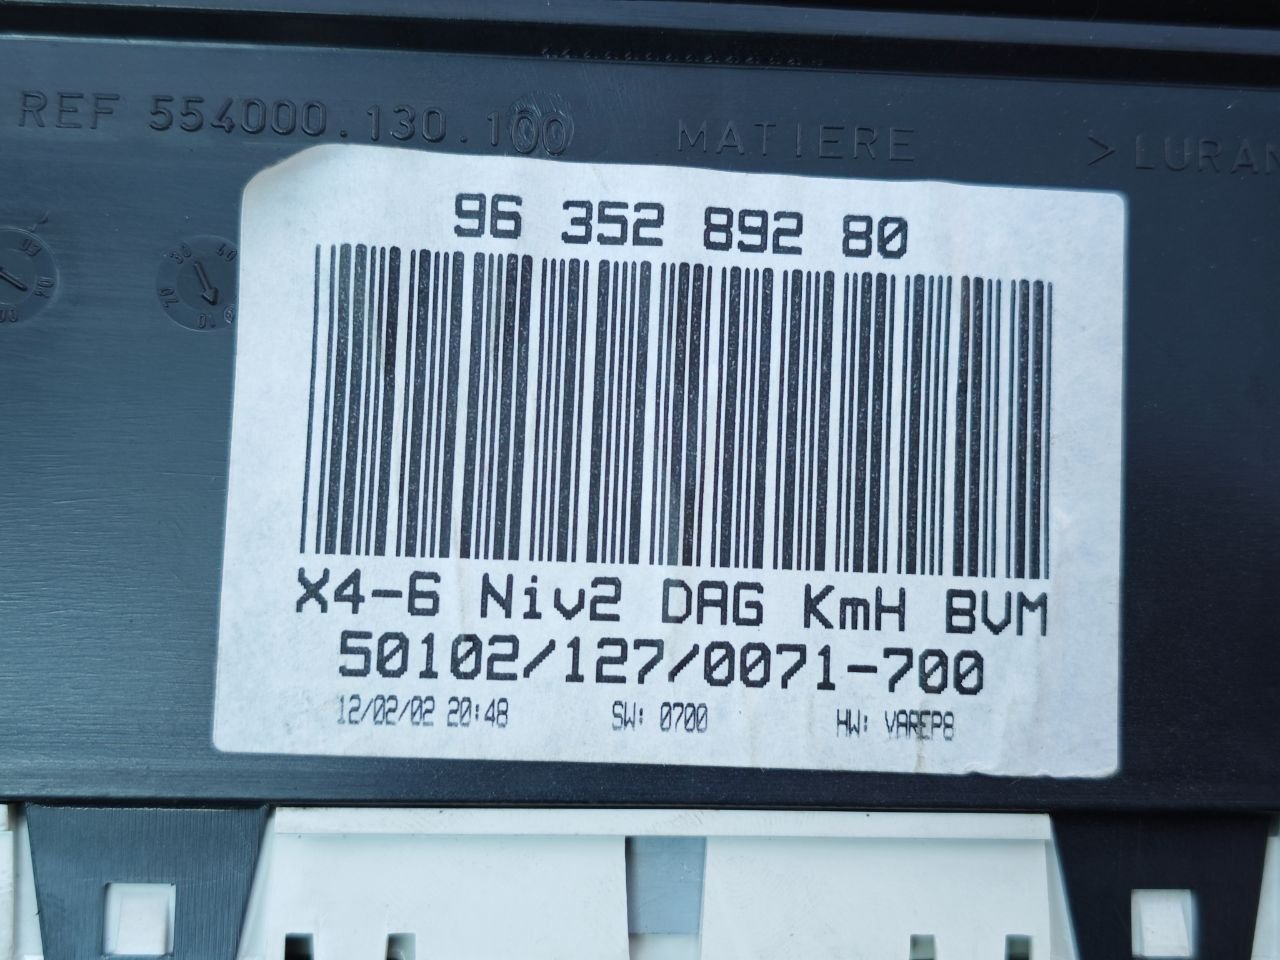 REF 554000.130.100 MATIERE >LURAN
96 352 892 80
X4-6 Niv2 DAG KmH BVM
50102/127/0071-700
12/02/02 20:48 SW: 0700 HW: VAREP8